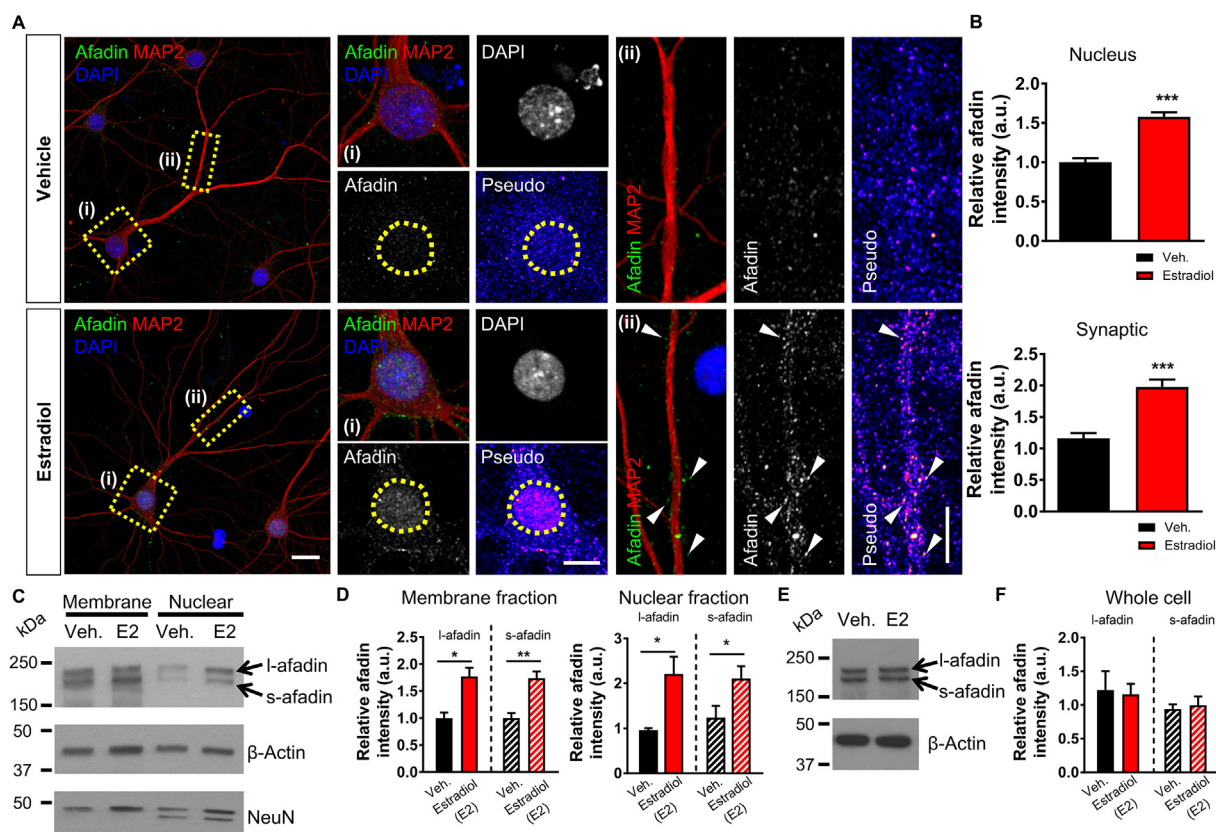 A
B
Vehicle
Afadin MAP2
DAPI
(ii)
(i)
Afadin MAP2
DAPI
(i)
DAPI
Afadin
Pseudo
(ii)
Afadin MAP2
Afadin
Pseudo
Nucleus
Relative afadin
intensity (a.u.)
2.0
1.5
1.0
0.5
0.0
***
Veh.
Estradiol
Estradiol
Afadin MAP2
DAPI
(ii)
(i)
Afadin MAP2
DAPI
(i)
DAPI
Afadin
Pseudo
(ii)
Afadin MAP2
Afadin
Pseudo
Synaptic
Relative afadin
intensity (a.u.)
2.5
2.0
1.5
1.0
0.5
0.0
***
Veh.
Estradiol
C
kDa
Membrane
Nuclear
Veh. E2 Veh. E2
250
150
l-afadin
s-afadin
50
37
β-Actin
50
NeuN
D
Membrane fraction
l-afadin
s-afadin
Relative afadin
intensity (a.u.)
2.5
2.0
1.5
1.0
0.5
0.0
*
**
Veh.
Estradiol
(E2)
Veh.
Estradiol
(E2)
Nuclear fraction
l-afadin
s-afadin
Relative afadin
intensity (a.u.)
3
2
1
0
*
*
Veh.
Estradiol
(E2)
Veh.
Estradiol
(E2)
E
kDa
Veh. E2
250
150
l-afadin
s-afadin
50
37
β-Actin
F
Whole cell
l-afadin
s-afadin
Relative afadin
intensity (a.u.)
2.0
1.5
1.0
0.5
0.0
Veh.
Estradiol
(E2)
Veh.
Estradiol
(E2)